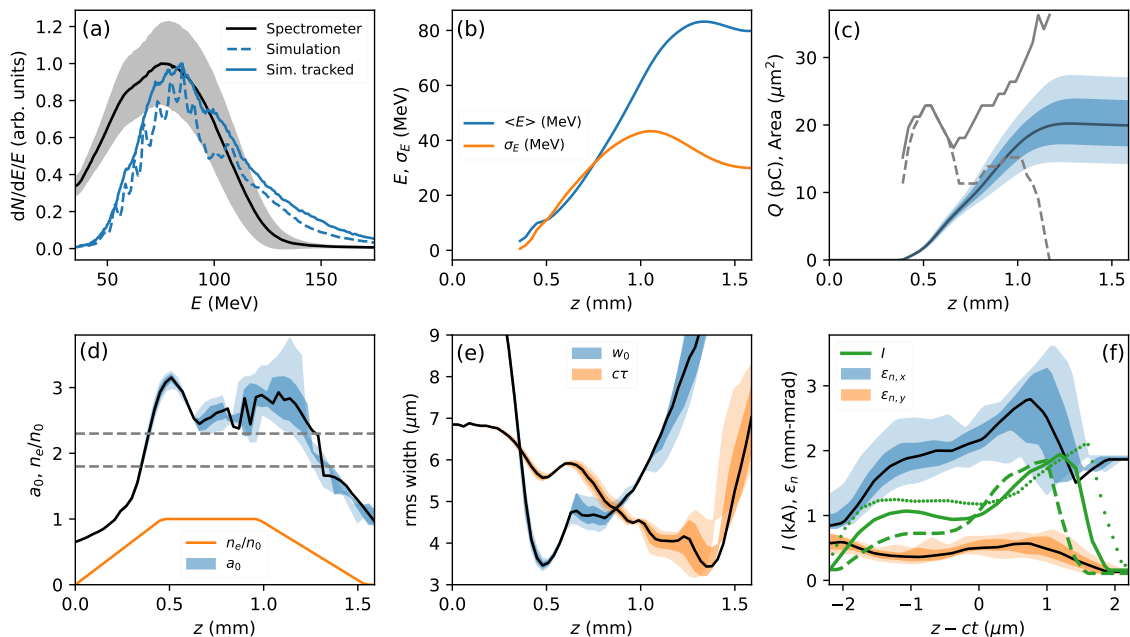 (a)
Spectrometer
Simulation
Sim. tracked
dN/dE/E (arb. units)
0.0
0.2
0.4
0.6
0.8
1.0
1.2
50
100
150
E (MeV)
(b)
<E> (MeV)
σ_E (MeV)
E, σ_E (MeV)
0
20
40
60
80
0.0
0.5
1.0
1.5
z (mm)
(c)
Q (pC), Area (μm²)
0
10
20
30
0.0
0.5
1.0
1.5
z (mm)
(d)
n_e/n_0
a_0
a_0, n_e/n_0
0
1
2
3
0.0
0.5
1.0
1.5
z (mm)
(e)
w_0
cτ
rms width (μm)
3
4
5
6
7
8
9
0.0
0.5
1.0
1.5
z (mm)
(f)
I
ε_{n,x}
ε_{n,y}
I (kA), ε_n (mm-mrad)
0
1
2
3
−2
−1
0
1
2
z − ct (μm)